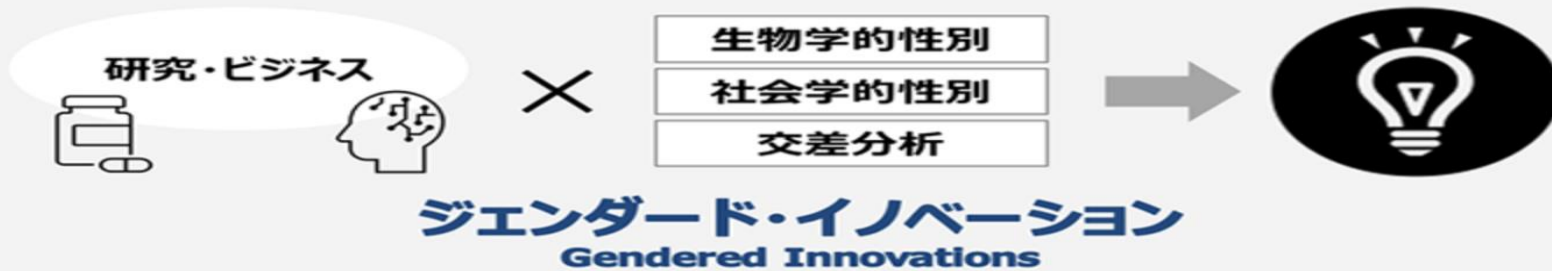 研究・ビジネス
×
生物学的性別
社会学的性別
交差分析
ジェンダード・イノベーション
Gendered Innovations